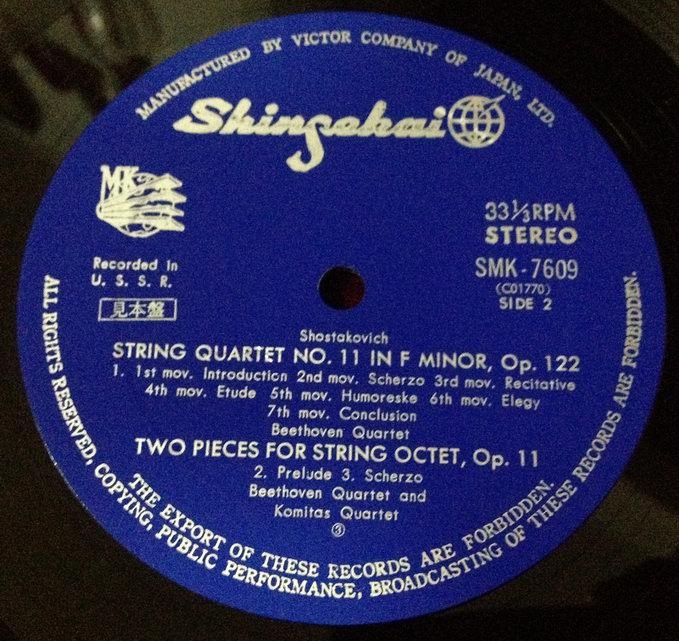 MANUFACTURED BY VICTOR COMPANY OF JAPAN, LTD.
Shinsekai
MK
33⅓RPM
STEREO
Recorded in
U. S. S. R.
見本盤
SMK-7609
(C01770)
SIDE 2
Shostakovich
STRING QUARTET NO. 11 IN F MINOR, Op. 122
1. 1st mov. Introduction 2nd mov. Scherzo 3rd mov. Recitative
4th mov. Etude 5th mov. Humoreske 6th mov. Elegy
7th mov. Conclusion
Beethoven Quartet
TWO PIECES FOR STRING OCTET, Op. 11
2. Prelude 3. Scherzo
Beethoven Quartet and
Komitas Quartet
③
THE EXPORT OF THESE RECORDS ARE FORBIDDEN.
ALL RIGHTS RESERVED, COPYING, PUBLIC PERFORMANCE, BROADCASTING OF THESE RECORDS ARE FORBIDDEN.